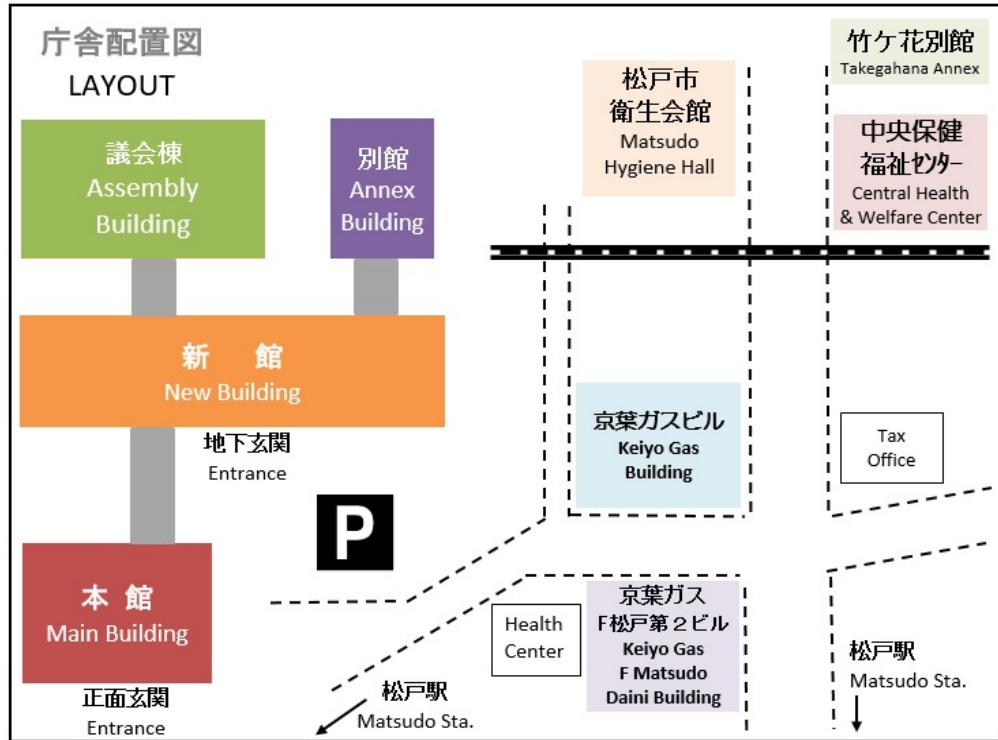 庁舎配置図
LAYOUT
議会棟
Assembly
Building
別館
Annex
Building
新 館
New Building
地下玄関
Entrance
P
本 館
Main Building
正面玄関
Entrance
松戸市
衛生会館
Matsudo
Hygiene Hall
竹ケ花別館
Takegahana Annex
中央保健
福祉センター
Central Health
& Welfare Center
京葉ガスビル
Keiyo Gas
Building
Tax
Office
Health
Center
京葉ガス
F松戸第2ビル
Keiyo Gas
F Matsudo
Daini Building
松戸駅
Matsudo Sta.
松戸駅
Matsudo Sta.